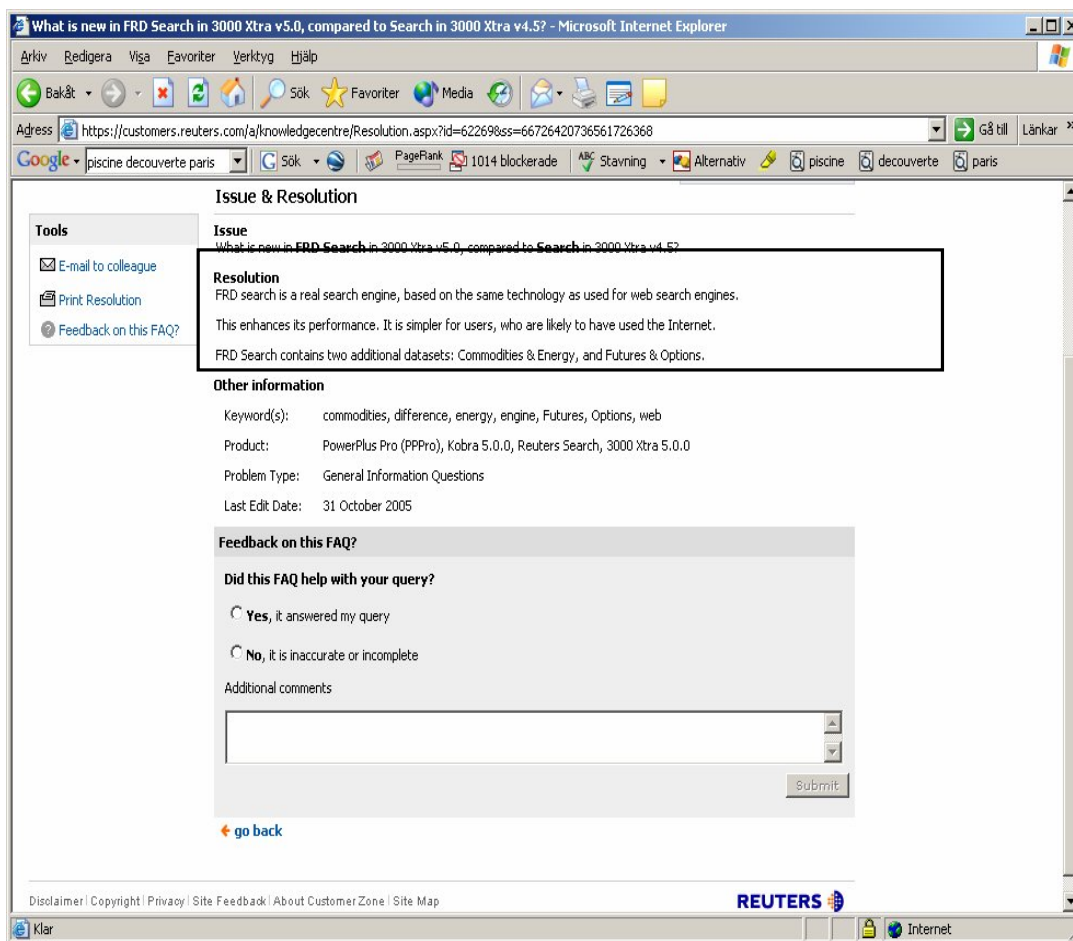 What is new in FRD Search in 3000 Xtra v5.0, compared to Search in 3000 Xtra v4.5? - Microsoft Internet Explorer
Arkiv Redigera Visa Favoriter Verktyg Hjälp
Bakåt Sök Favoriter Media
Adress https://customers.reuters.com/a/knowledgecentre/Resolution.aspx?id=62269&ss=66726420736561726368 Gå till Länkar »
Google piscine decouverte paris G Sök PageRank 1014 blockerade ABC Stavning Alternativ piscine decouverte paris
Issue & Resolution
Tools
E-mail to colleague
Print Resolution
Feedback on this FAQ?
Issue
What is new in FRD Search in 3000 Xtra v5.0, compared to Search in 3000 Xtra v4.5?
Resolution
FRD search is a real search engine, based on the same technology as used for web search engines.
This enhances its performance. It is simpler for users, who are likely to have used the Internet.
FRD Search contains two additional datasets: Commodities & Energy, and Futures & Options.
Other information
Keyword(s): commodities, difference, energy, engine, Futures, Options, web
Product: PowerPlus Pro (PPPro), Kobra 5.0.0, Reuters Search, 3000 Xtra 5.0.0
Problem Type: General Information Questions
Last Edit Date: 31 October 2005
Feedback on this FAQ?
Did this FAQ help with your query?
Yes, it answered my query
No, it is inaccurate or incomplete
Additional comments
Submit
go back
Disclaimer | Copyright | Privacy | Site Feedback | About Customer Zone | Site Map REUTERS
Klar Internet